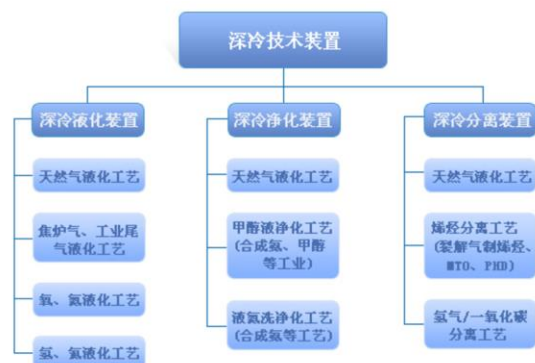 深冷技术装置
深冷液化装置
天然气液化工艺
焦炉气、工业尾
气液化工艺
氧、氮液化工艺
氢、氦液化工艺
深冷净化装置
天然气液化工艺
甲醇液净化工艺
(合成氨、甲醇
等工业)
液氮洗净化工艺
(合成氨等工艺)
深冷分离装置
天然气液化工艺
烯烃分离工艺
(裂解气制烯烃、
MTO、PHD)
氢气/一氧化碳
分离工艺